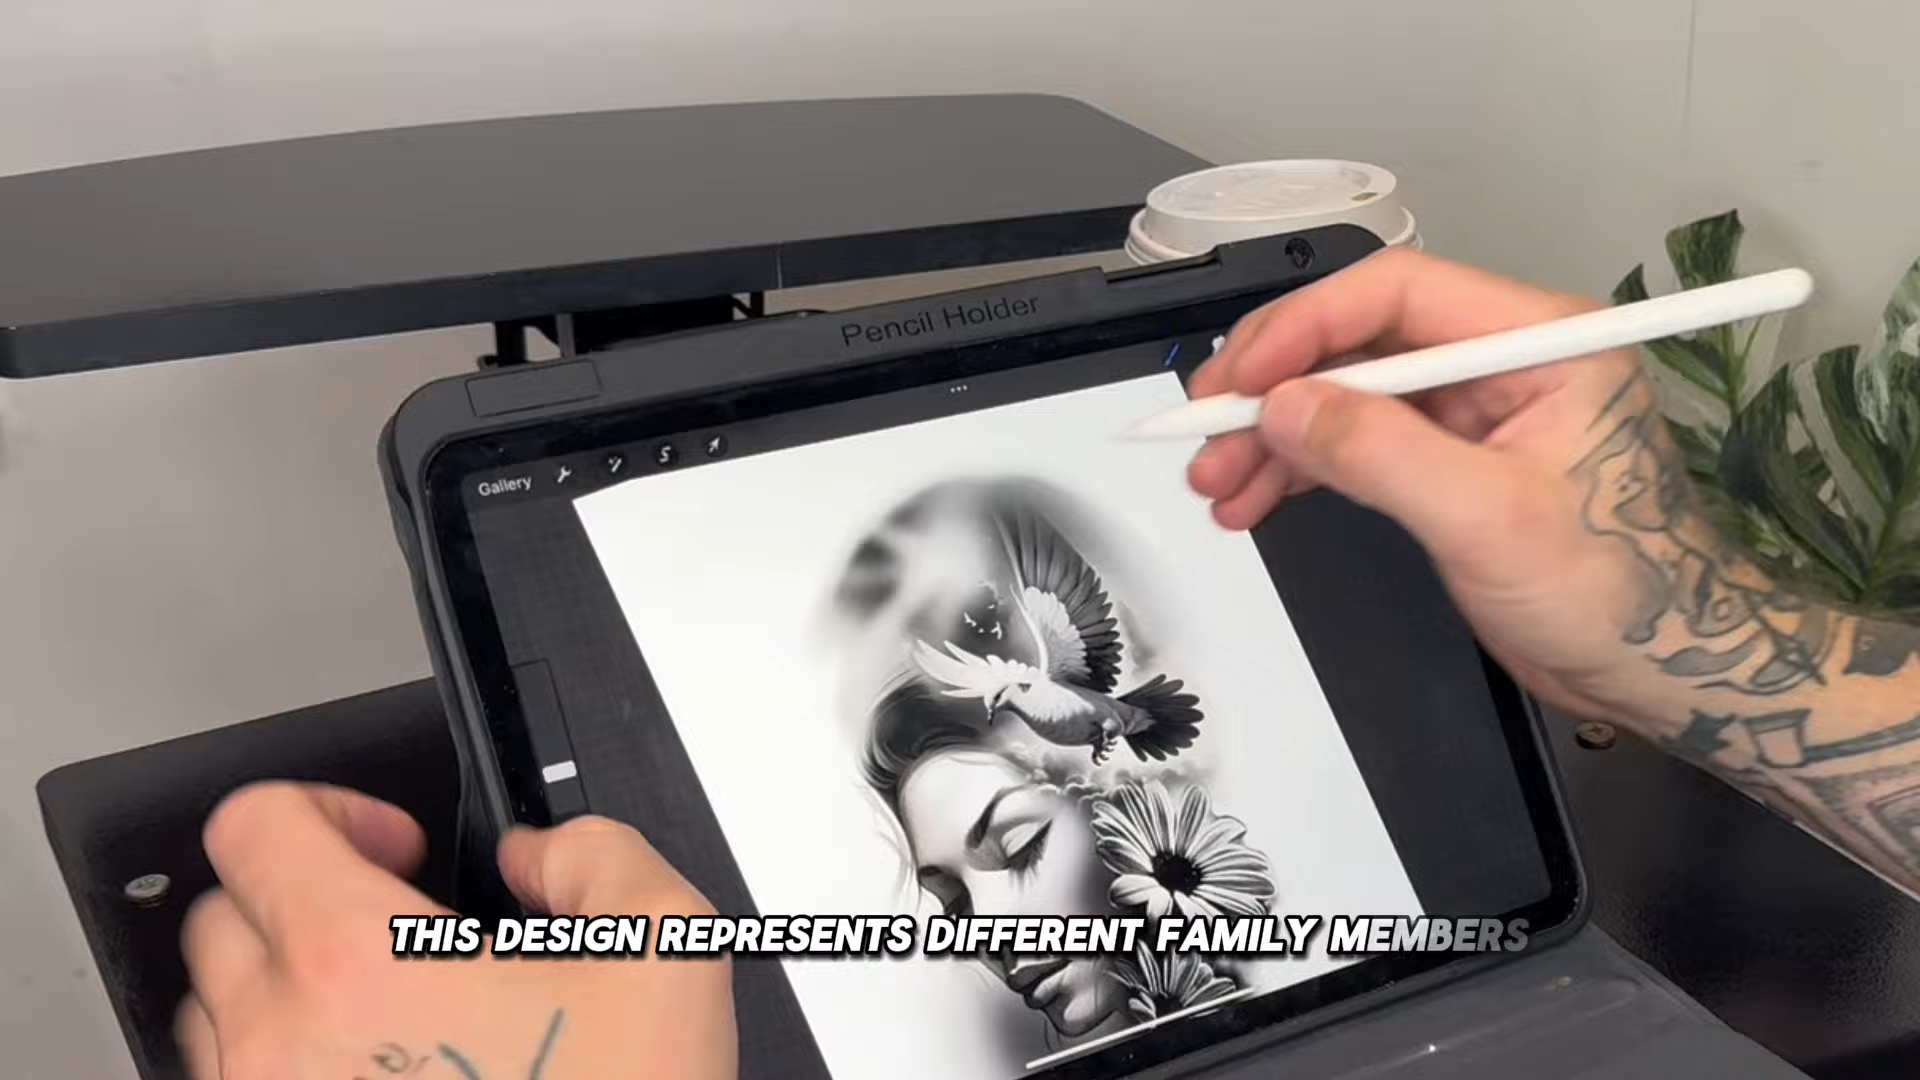 Pencil Holder
Gallery
THIS DESIGN REPRESENTS DIFFERENT FAMILY MEMBERS